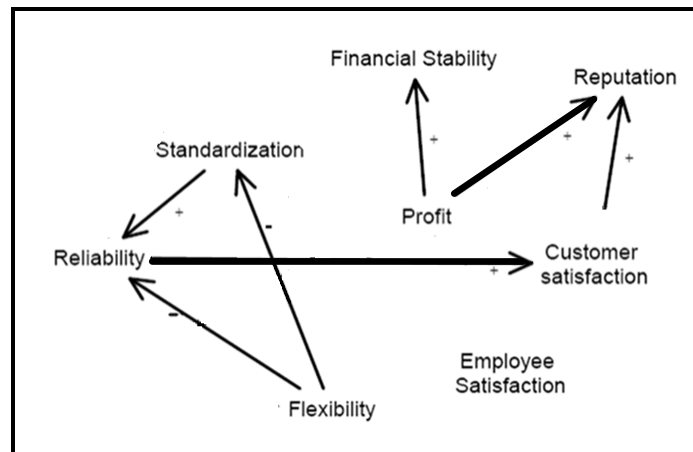 Financial Stability
Reputation
+
+
Standardization
+
Profit
+
-
Reliability
+
Customer
satisfaction
-
Employee
Satisfaction
Flexibility